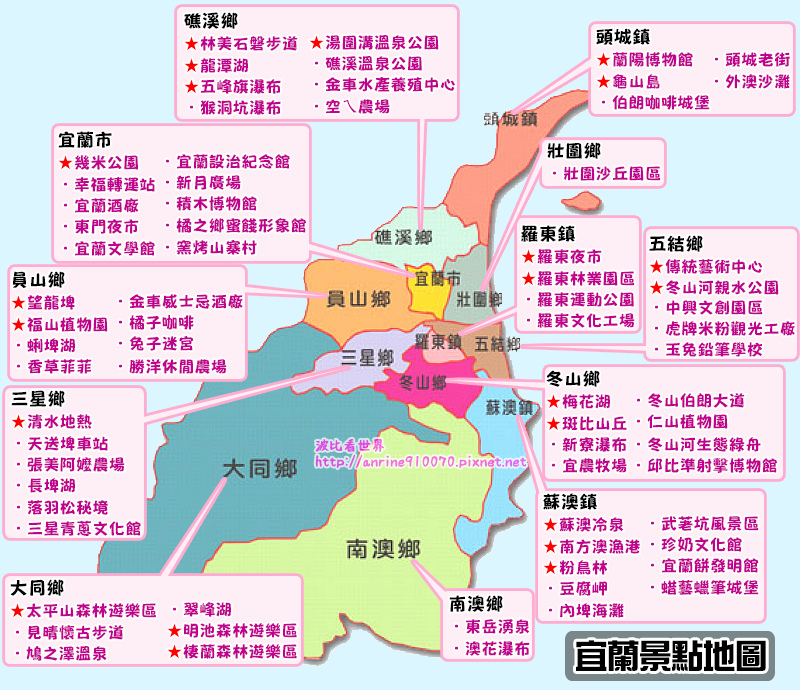 礁溪鄉
★林美石磐步道 ★湯圍溝溫泉公園
★龍潭湖 ・礁溪溫泉公園
★五峰旗瀑布 ・金車水產養殖中心
・猴洞坑瀑布 ・空ㄟ農場
頭城鎮
★蘭陽博物館 ・頭城老街
★龜山島 ・外澳沙灘
・伯朗咖啡城堡
宜蘭市
★幾米公園 ・宜蘭設治紀念館
・幸福轉運站 ・新月廣場
・宜蘭酒廠 ・積木博物館
・東門夜市 ・橘之鄉蜜餞形象館
・宜蘭文學館 ・窯烤山寨村
壯圍鄉
・壯圍沙丘園區
羅東鎮
★羅東夜市
★羅東林業園區
・羅東運動公園
・羅東文化工場
五結鄉
★傳統藝術中心
★冬山河親水公園
・中興文創園區
・虎牌米粉觀光工廠
・玉兔鉛筆學校
員山鄉
★望龍埤 ・金車威士忌酒廠
★福山植物園 ・橘子咖啡
・蜊埤湖 ・兔子迷宮
・香草菲菲 ・勝洋休閒農場
三星鄉
★清水地熱
・天送埤車站
・張美阿嬤農場
・長埤湖
・落羽松秘境
・三星青蔥文化館
冬山鄉
★梅花湖 ・冬山伯朗大道
★斑比山丘 ・仁山植物園
・新寮瀑布 ・冬山河生態綠舟
・宜農牧場 ・邱比準射擊博物館
蘇澳鎮
★蘇澳冷泉 ・武荖坑風景區
★南方澳漁港 ・珍奶文化館
★粉鳥林 ・宜蘭餅發明館
・豆腐岬 ・蜡藝蠟筆城堡
・內埤海灘
大同鄉
★太平山森林遊樂區 ・翠峰湖
・見晴懷古步道 ★明池森林遊樂區
・鳩之澤溫泉 ★棲蘭森林遊樂區
南澳鄉
・東岳湧泉
・澳花瀑布
頭城鎮
礁溪鄉
宜蘭市
員山鄉
壯圍鄉
羅東鎮
五結鄉
三星鄉
冬山鄉
蘇澳鎮
大同鄉
南澳鄉
波比看世界
http://anrine910070.pixnet.net
宜蘭景點地圖